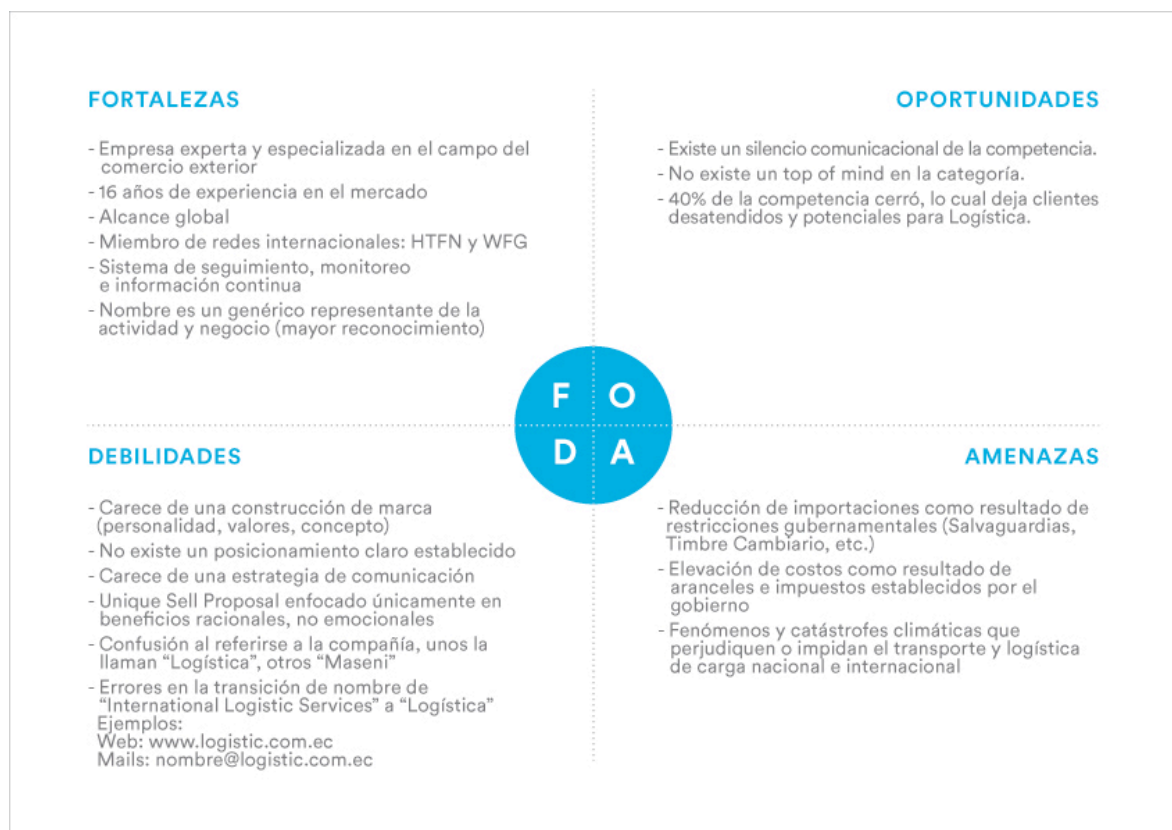 FORTALEZAS
- Empresa experta y especializada en el campo del
comercio exterior
- 16 años de experiencia en el mercado
- Alcance global
- Miembro de redes internacionales: HTFN y WFG
- Sistema de seguimiento, monitoreo
e información continua
- Nombre es un genérico representante de la
actividad y negocio (mayor reconocimiento)
OPORTUNIDADES
- Existe un silencio comunicacional de la competencia.
- No existe un top of mind en la categoría.
- 40% de la competencia cerró, lo cual deja clientes
desatendidos y potenciales para Logística.
F O
D A
DEBILIDADES
- Carece de una construcción de marca
(personalidad, valores, concepto)
- No existe un posicionamiento claro establecido
- Carece de una estrategia de comunicación
- Unique Sell Proposal enfocado únicamente en
beneficios racionales, no emocionales
- Confusión al referirse a la compañía, unos la
llaman “Logística”, otros “Maseni”
- Errores en la transición de nombre de
“International Logistic Services” a “Logística”
Ejemplos:
Web: www.logistic.com.ec
Mails: nombre@logistic.com.ec
AMENAZAS
- Reducción de importaciones como resultado de
restricciones gubernamentales (Salvaguardias,
Timbre Cambiario, etc.)
- Elevación de costos como resultado de
aranceles e impuestos establecidos por el
gobierno
- Fenómenos y catástrofes climáticas que
perjudiquen o impidan el transporte y logística
de carga nacional e internacional